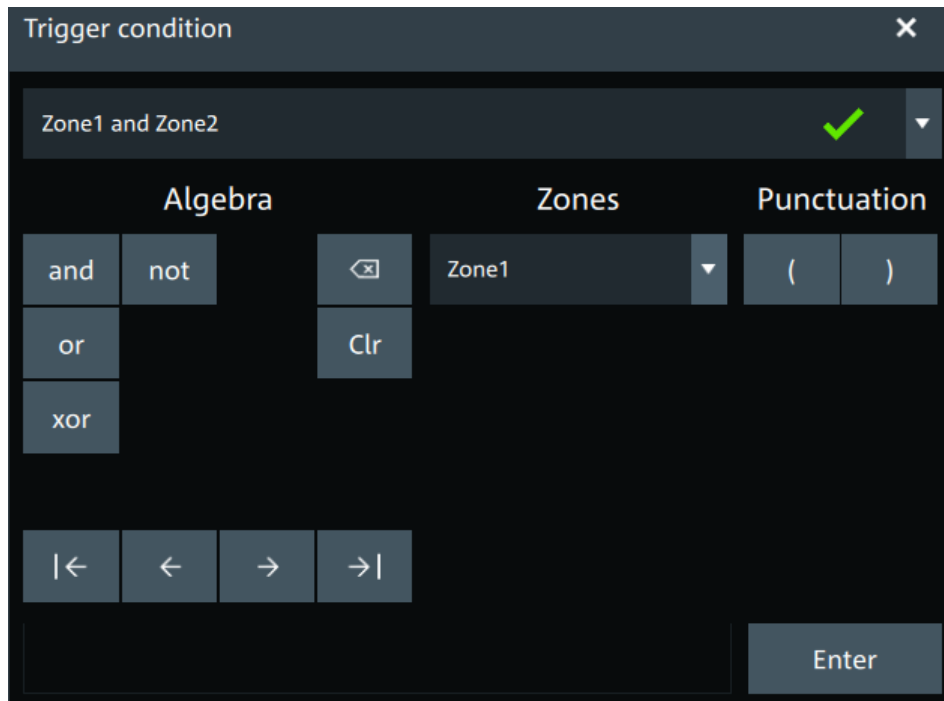 Trigger condition
Zone1 and Zone2
Algebra Zones Punctuation
and not Zone1 ( )
or Clr
xor
Enter